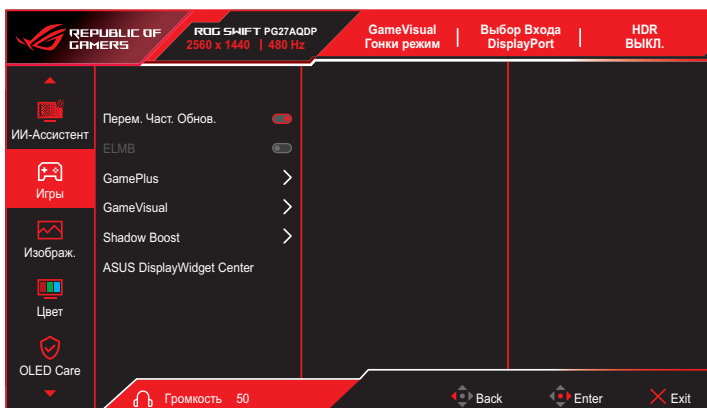 REPUBLIC OF
GAMERS
ROG SWIFT PG27AQDP
2560 x 1440 | 480 Hz
GameVisual
Гонки режим
Выбор Входа
DisplayPort
HDR
ВЫКЛ.
ИИ-Ассистент
Игры
Изображ.
Цвет
OLED Care
Перем. Част. Обнов.
ELMB
GamePlus
GameVisual
Shadow Boost
ASUS DisplayWidget Center
Громкость 50
Back
Enter
Exit